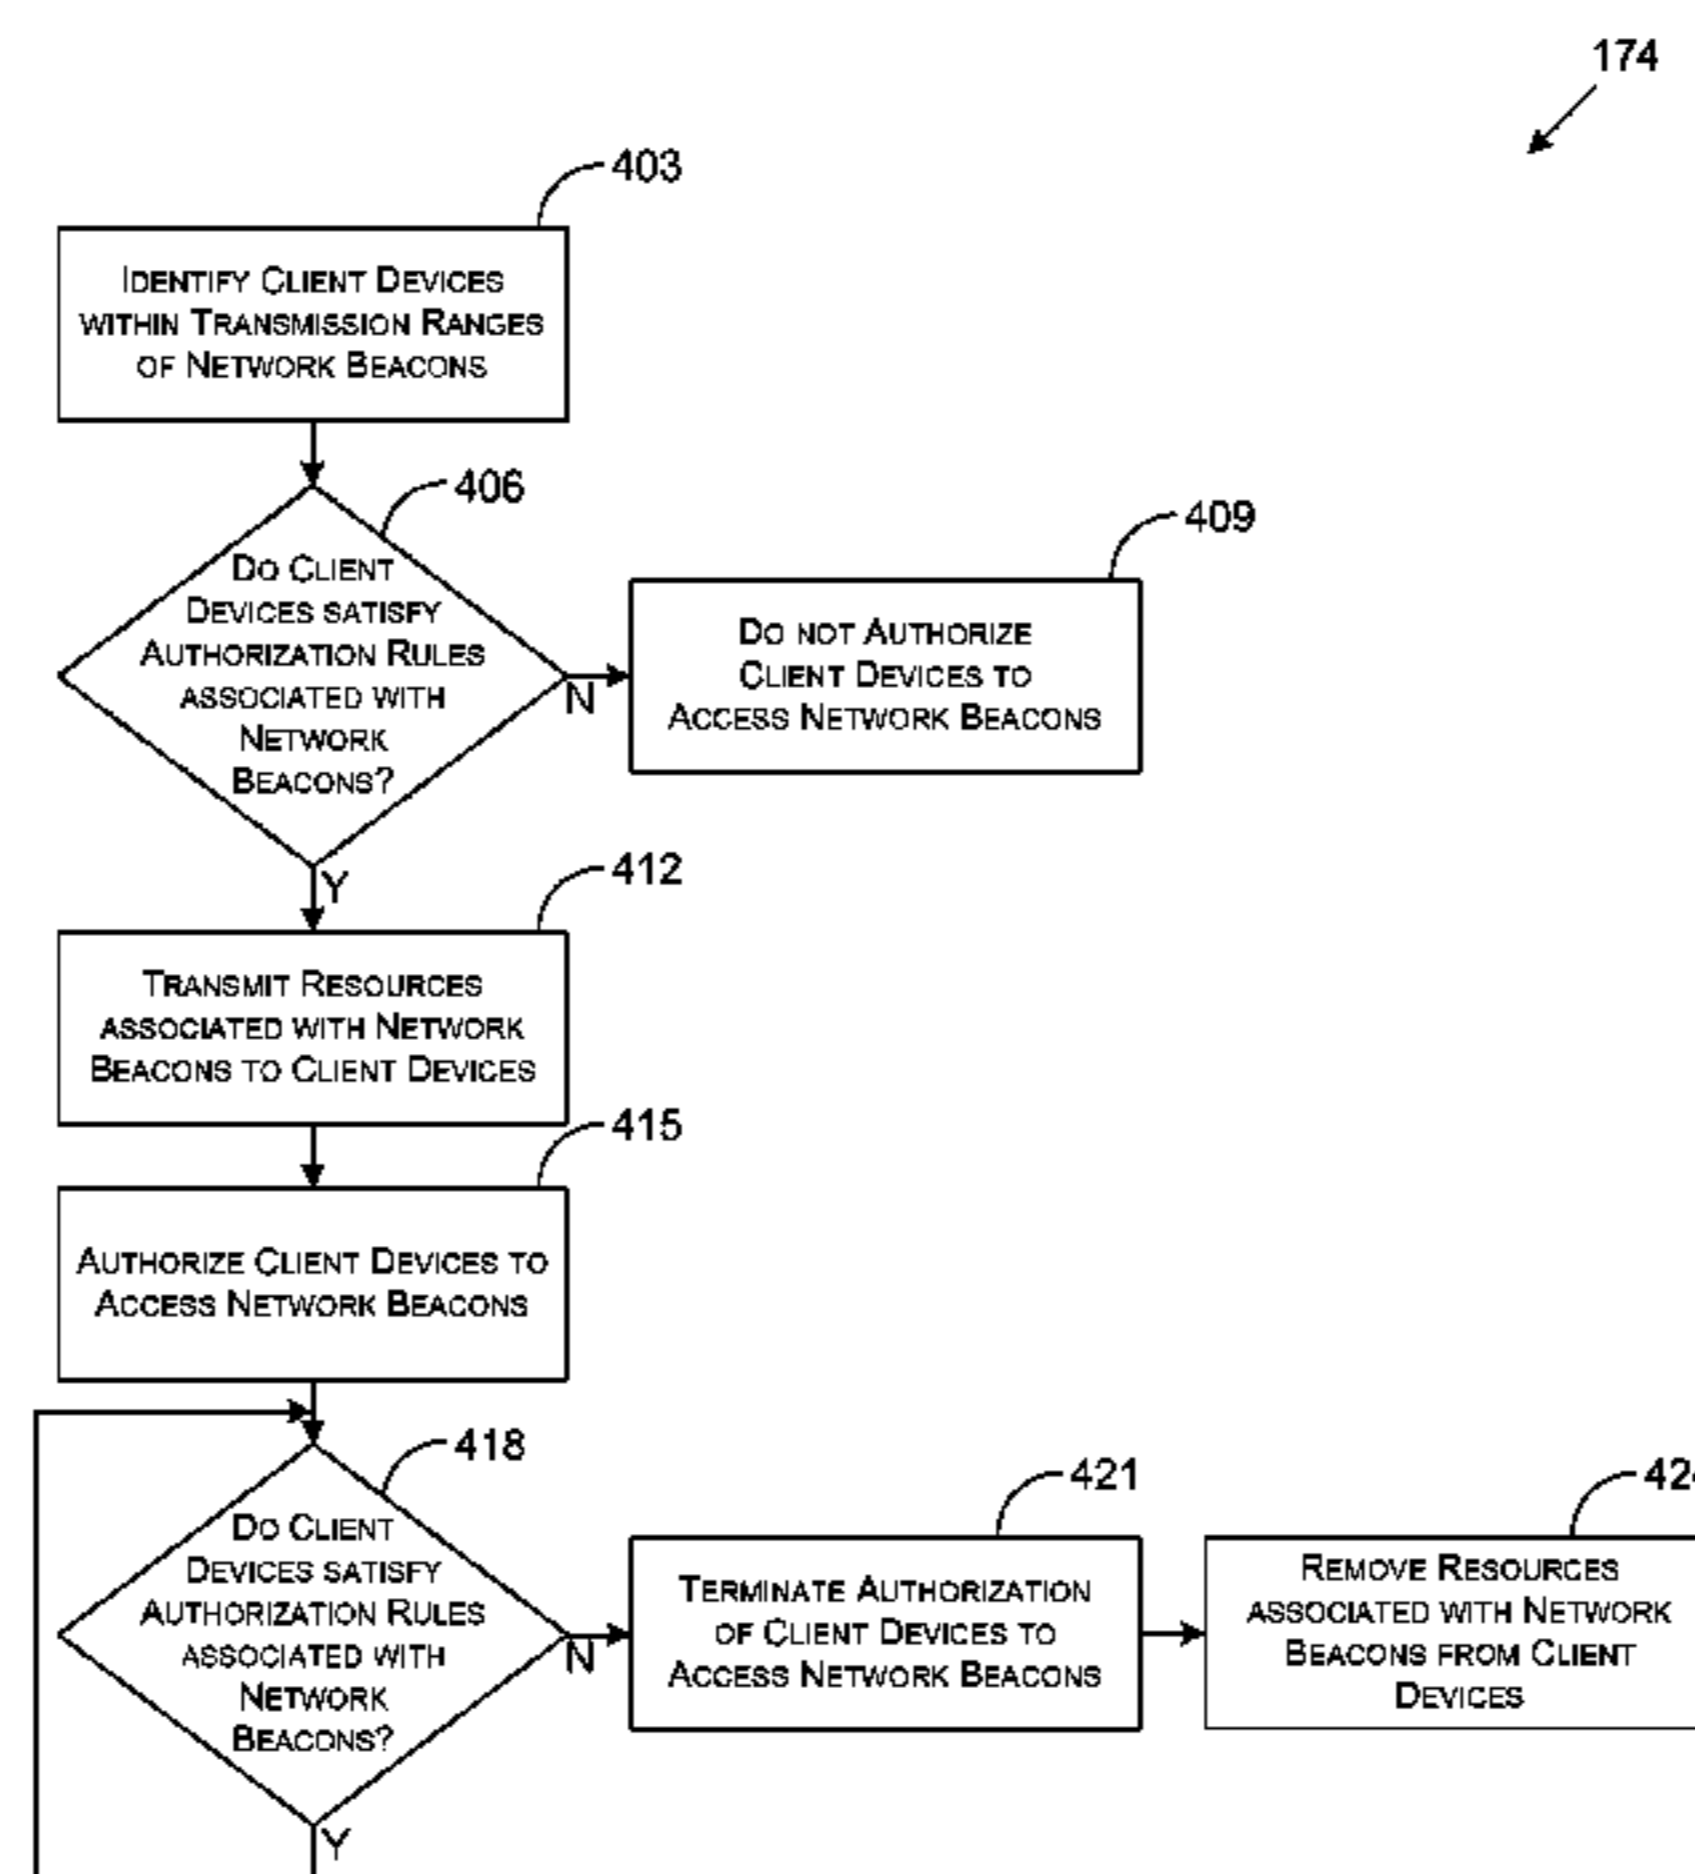 174
403
Identify Client Devices
within Transmission Ranges
of Network Beacons
406
Do Client
Devices satisfy
Authorization Rules
associated with
Network
Beacons?
N
409
Do not Authorize
Client Devices to
Access Network Beacons
Y
412
Transmit Resources
associated with Network
Beacons to Client Devices
415
Authorize Client Devices to
Access Network Beacons
418
Do Client
Devices satisfy
Authorization Rules
associated with
Network
Beacons?
N
421
Terminate Authorization
of Client Devices to
Access Network Beacons
Remove Resources
associated with Network
Beacons from Client
Devices
Y